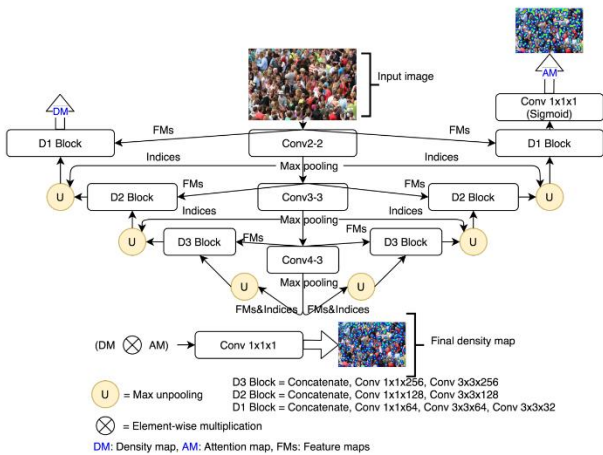 Input image
AM
Conv 1x1x1
(Sigmoid)
DM
FMs
FMs
D1 Block
Conv2-2
D1 Block
Indices
Max pooling
Indices
U
D2 Block
FMs
Conv3-3
FMs
D2 Block
U
Indices
Max pooling
Indices
U
D3 Block
FMs
FMs
D3 Block
U
Conv4-3
Max pooling
U
U
FMs&Indices
FMs&Indices
(DM AM)
Conv 1x1x1
Final density map
U = Max unpooling
D3 Block = Concatenate, Conv 1x1x256, Conv 3x3x256
D2 Block = Concatenate, Conv 1x1x128, Conv 3x3x128
D1 Block = Concatenate, Conv 1x1x64, Conv 3x3x64, Conv 3x3x32
= Element-wise multiplication
DM: Density map, AM: Attention map, FMs: Feature maps